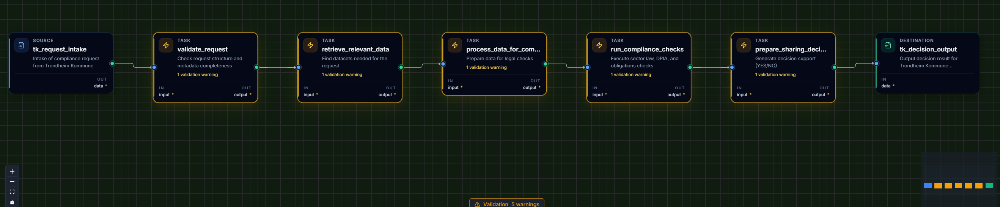 SOURCE
tk_request_intake
Intake of compliance request
from Trondheim Kommune
OUT
data *
TASK
validate_request
Check request structure and
metadata completeness
1 validation warning
IN OUT
input * output *
TASK
retrieve_relevant_data
Find datasets needed for the
request
1 validation warning
IN OUT
input * output *
TASK
process_data_for_com...
Prepare data for legal checks
1 validation warning
IN OUT
input * output *
TASK
run_compliance_checks
Execute sector law, DPIA, and
obligations checks
1 validation warning
IN OUT
input * output *
TASK
prepare_sharing_deci...
Generate decision support
(YES/NO)
1 validation warning
IN OUT
input * output *
DESTINATION
tk_decision_output
Output decision result for
Trondheim Kommune...
IN
data *
Validation 5 warnings